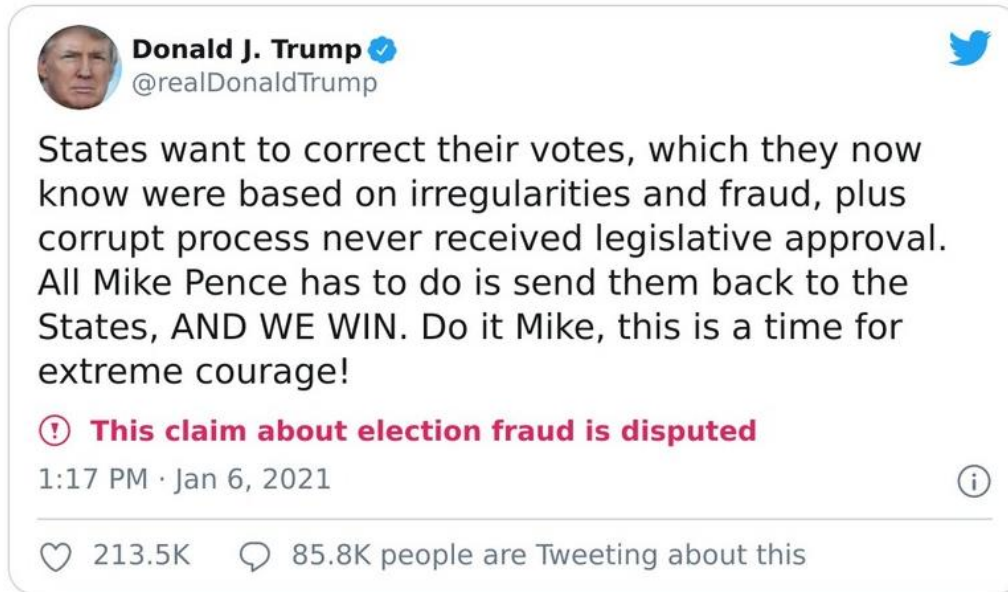 Donald J. Trump
@realDonaldTrump
States want to correct their votes, which they now
know were based on irregularities and fraud, plus
corrupt process never received legislative approval.
All Mike Pence has to do is send them back to the
States, AND WE WIN. Do it Mike, this is a time for
extreme courage!
This claim about election fraud is disputed
1:17 PM · Jan 6, 2021
213.5K 85.8K people are Tweeting about this